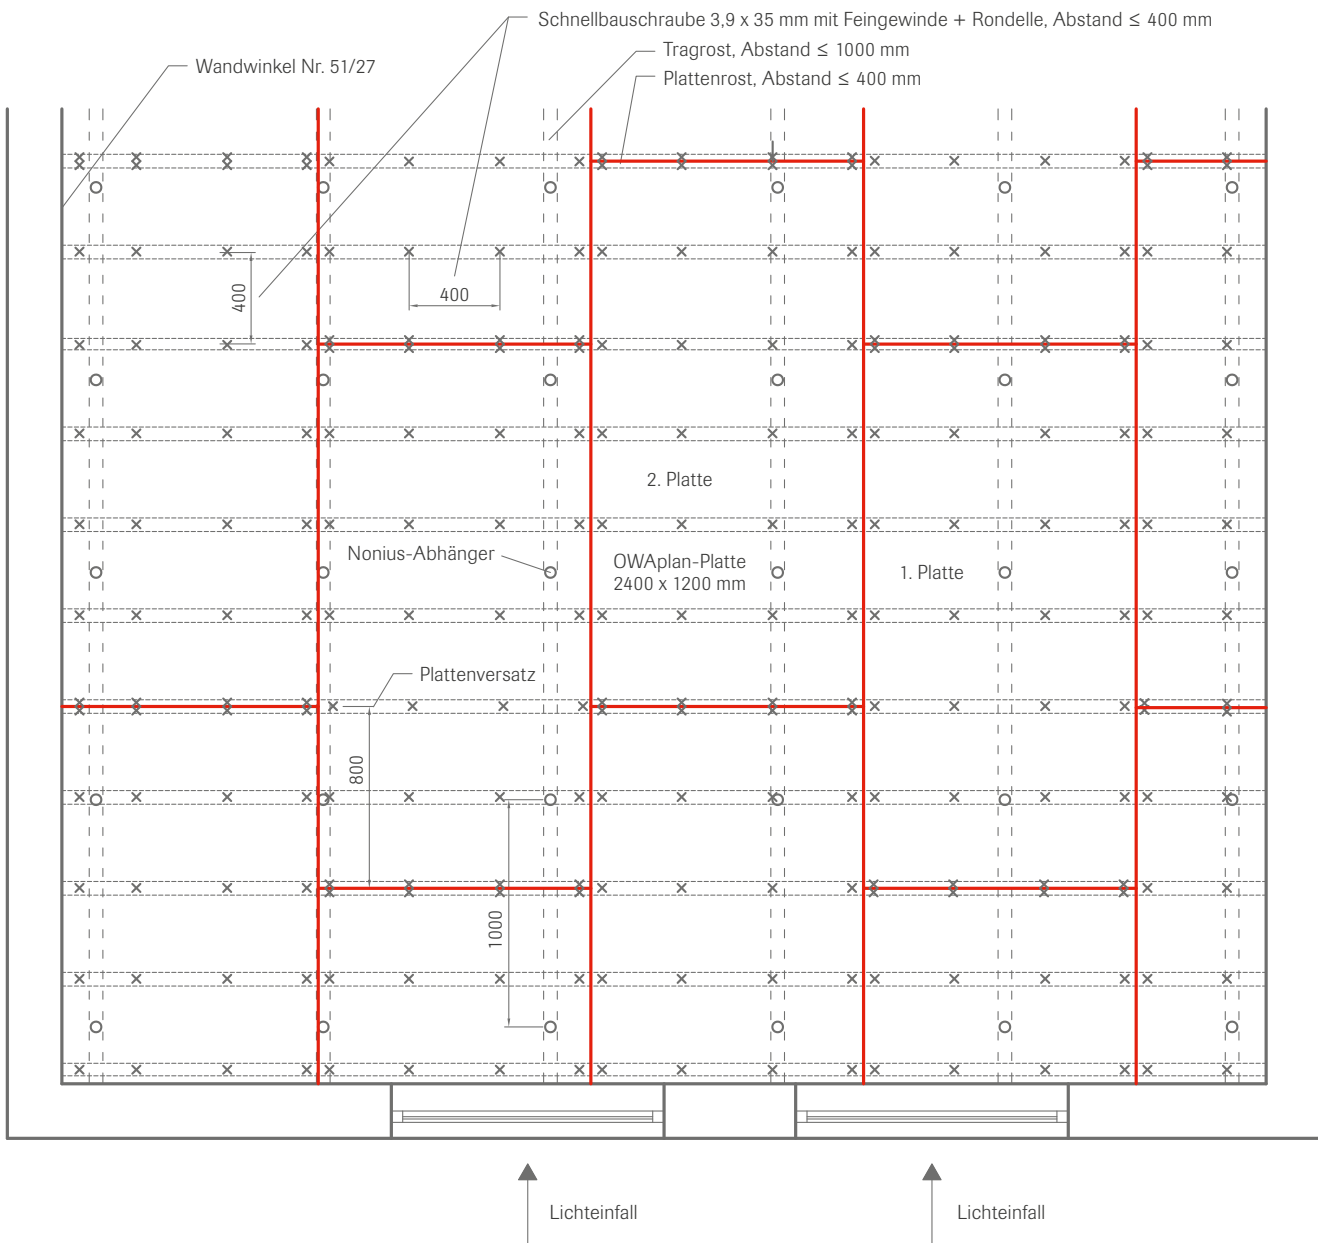 Schnellbauschraube 3,9 x 35 mm mit Feingewinde + Rondelle, Abstand ≤ 400 mm
Tragrost, Abstand ≤ 1000 mm
Wandwinkel Nr. 51/27
Plattenrost, Abstand ≤ 400 mm
400
400
2. Platte
Nonius-Abhänger
OWAplan-Platte
2400 x 1200 mm
1. Platte
Plattenversatz
800
1000
Lichteinfall
Lichteinfall